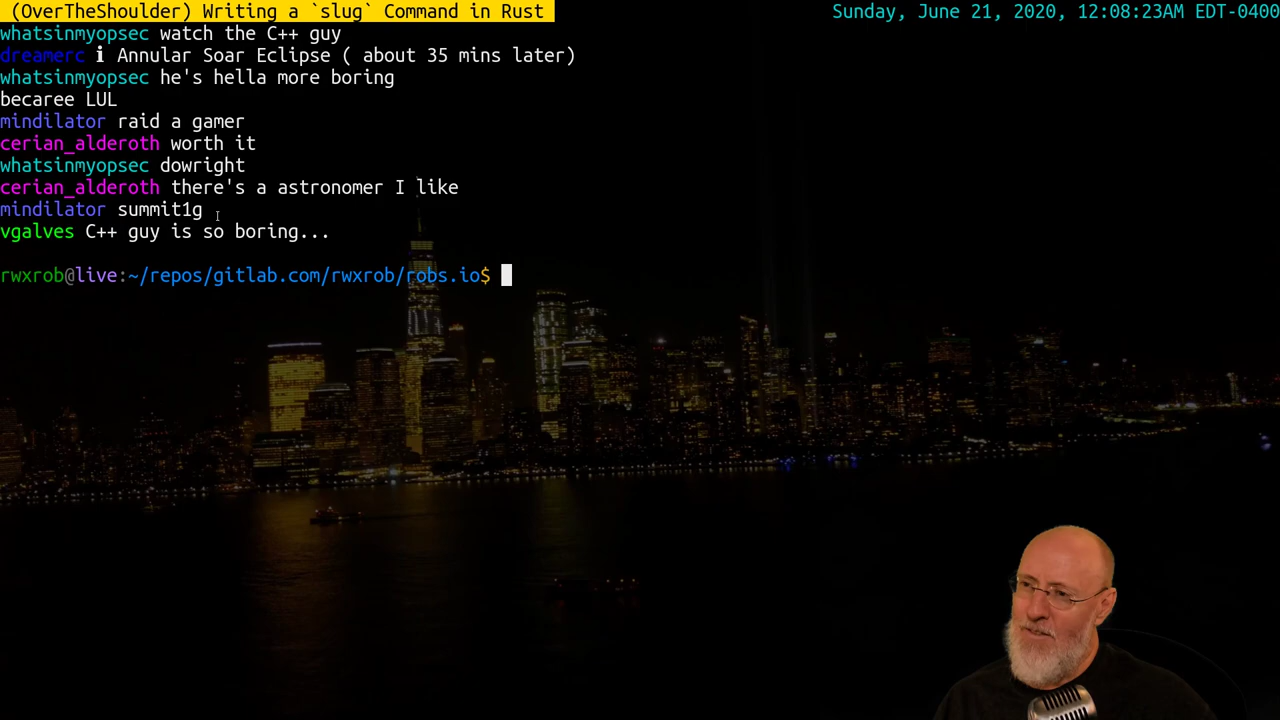 (OverTheShoulder) Writing a `slug` Command in Rust
Sunday, June 21, 2020, 12:08:23AM EDT-0400
whatsinmyopsec watch the C++ guy
dreamerc ℹ Annular Soar Eclipse ( about 35 mins later)
whatsinmyopsec he's hella more boring
becaree LUL
mindilator raid a gamer
cerian_alderoth worth it
whatsinmyopsec dowright
cerian_alderoth there's a astronomer I like
mindilator summit1g
vgalves C++ guy is so boring...
rwxrob@live:~/repos/gitlab.com/rwxrob/robs.io$